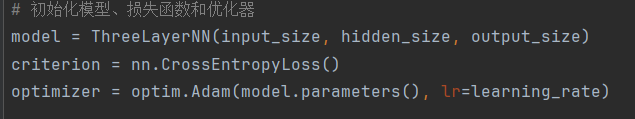 # 初始化模型、损失函数和优化器
model = ThreeLayerNN(input_size, hidden_size, output_size)
criterion = nn.CrossEntropyLoss()
optimizer = optim.Adam(model.parameters(), lr=learning_rate)